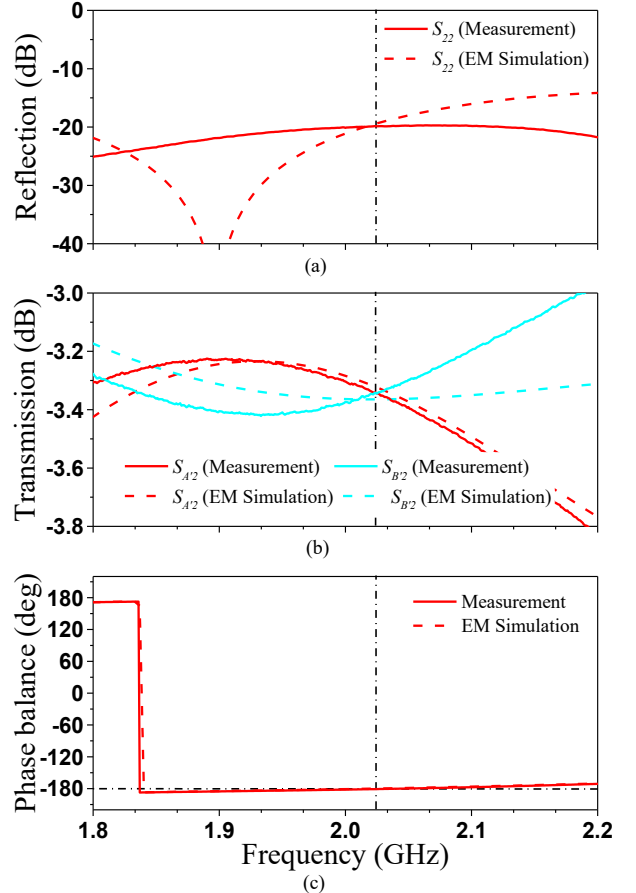 0
-10
-20
-30
-40
Reflection (dB)
S22 (Measurement)
S22 (EM Simulation)
(a)
-3.0
-3.2
-3.4
-3.6
-3.8
Transmission (dB)
SA'2 (Measurement)
SB'2 (Measurement)
SA'2 (EM Simulation)
SB'2 (EM Simulation)
(b)
180
120
60
0
-60
-120
-180
Phase balance (deg)
Measurement
EM Simulation
1.8
1.9
2.0
2.1
2.2
Frequency (GHz)
(c)